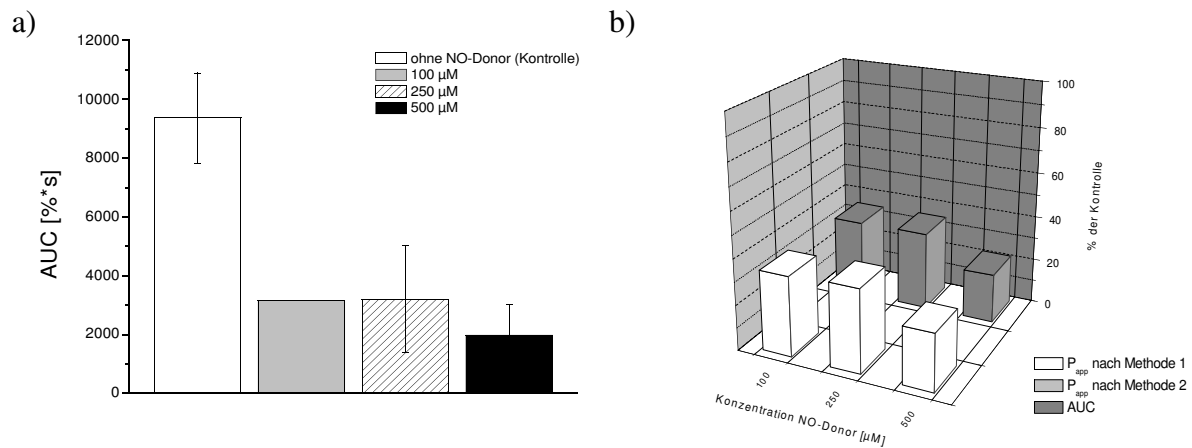 a)
12000
10000
8000
6000
4000
2000
0
AUC [%*s]
ohne NO-Donor (Kontrolle)
100 µM
250 µM
500 µM
b)
100
80
60
40
20
0
% der Kontrolle
100
250
500
Konzentration NO-Donor [µM]
P_app nach Methode 1
P_app nach Methode 2
AUC